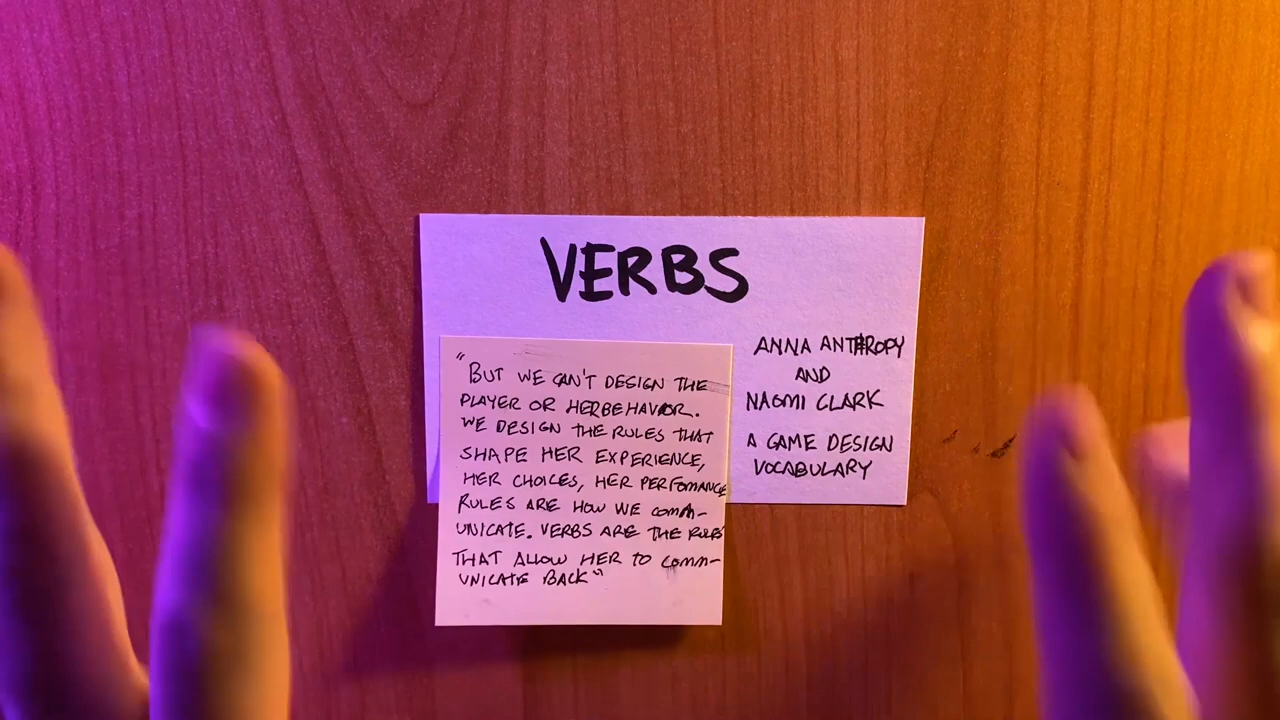 VERBS
"BUT WE CAN'T DESIGN THE
PLAYER OR HER BEHAVIOR.
WE DESIGN THE RULES THAT
SHAPE HER EXPERIENCE,
HER CHOICES, HER PERFOMANCE
RULES ARE HOW WE COMM-
UNICATE. VERBS ARE THE RULES
THAT ALLOW HER TO COMM-
UNICATE BACK"
ANNA ANTHROPY
AND
NAOMI CLARK
A GAME DESIGN
VOCABULARY